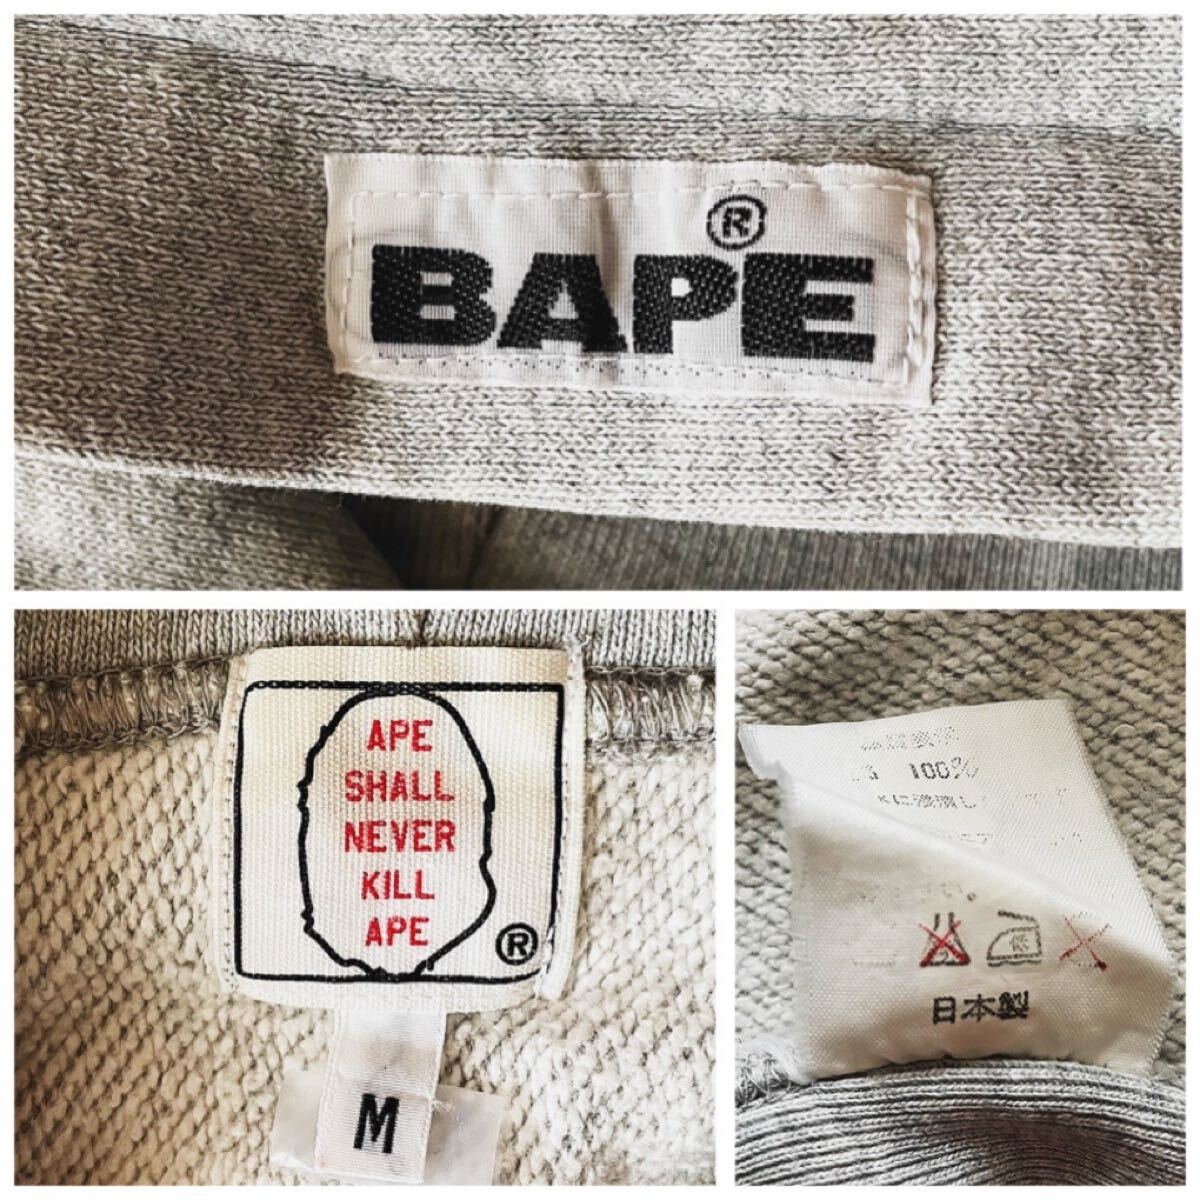 BAPE®
APE
SHALL
NEVER
KILL
APE
®
M
100%
日本製